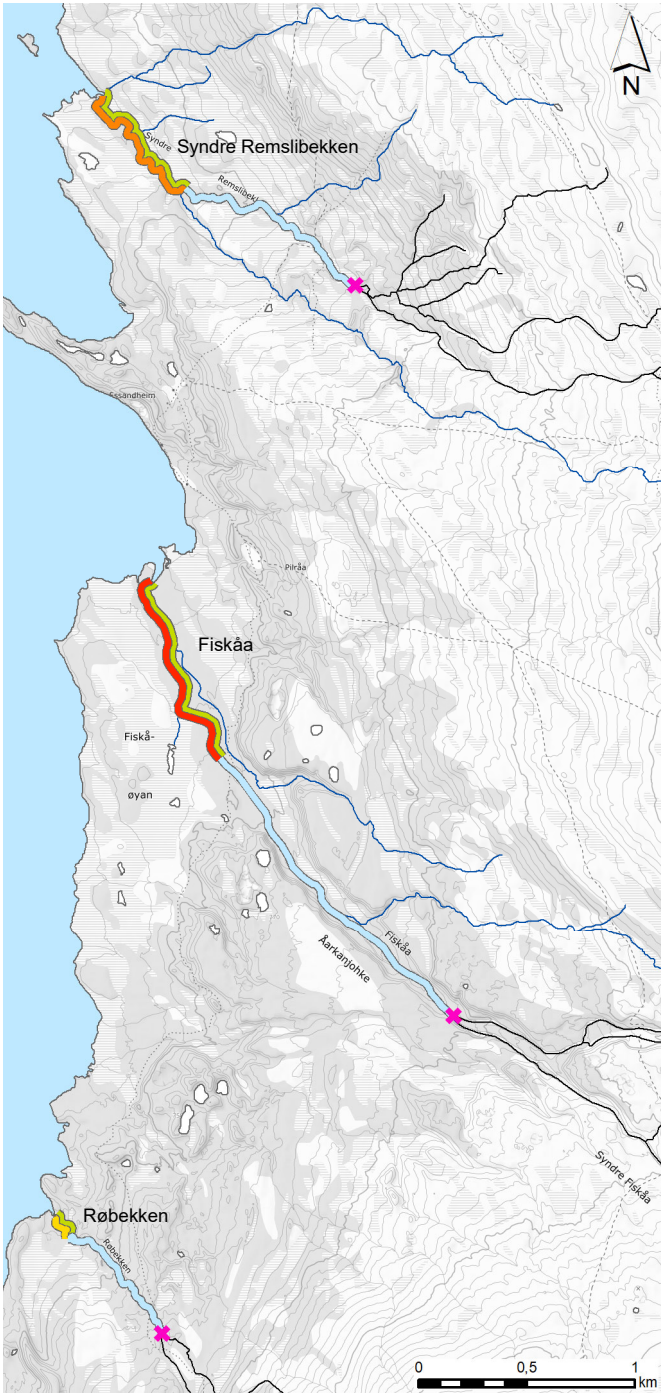 N
Syndre Remslibekken
Syndre
Remslibekk
Essandheim
Pilråa
Fiskåa
Fiskå-
øyan
Fiskåa
Åarkanjohke
Syndre Fiskåa
Røbekken
Røbekken
0 0,5 1
km